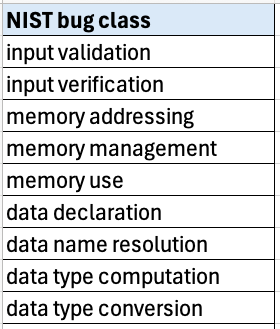 NIST bug class
input validation
input verification
memory addressing
memory management
memory use
data declaration
data name resolution
data type computation
data type conversion